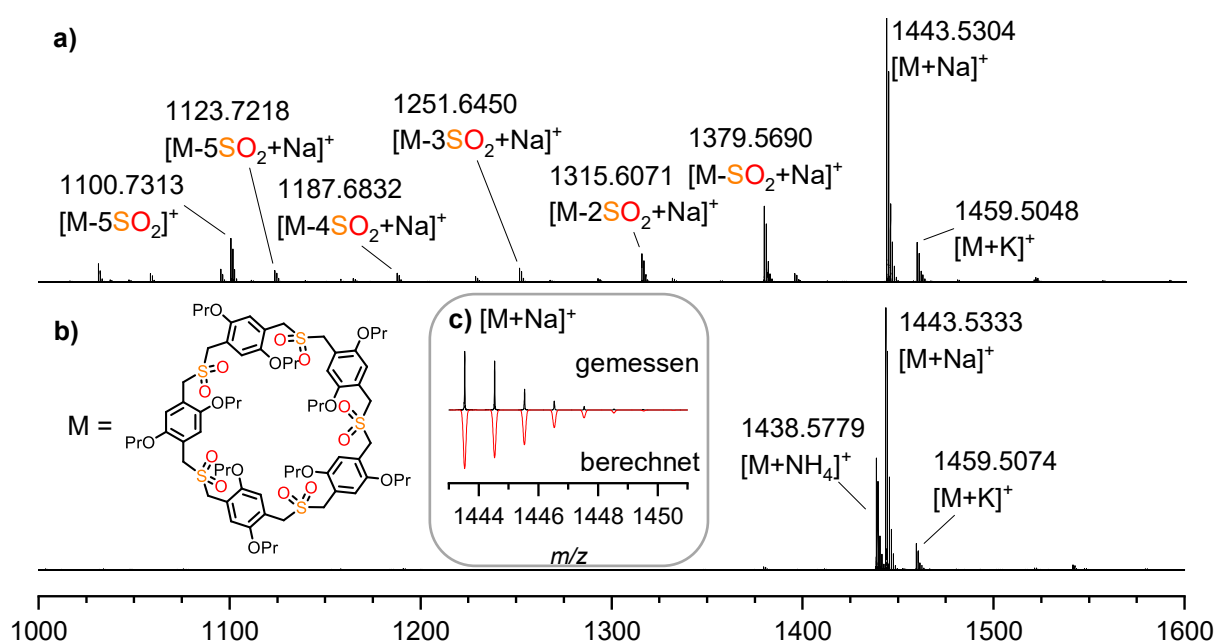 a)
1443.5304
[M+Na]⁺
1123.7218
[M-5SO₂+Na]⁺
1251.6450
[M-3SO₂+Na]⁺
1379.5690
[M-SO₂+Na]⁺
1100.7313
[M-5SO₂]⁺
1187.6832
[M-4SO₂+Na]⁺
1315.6071
[M-2SO₂+Na]⁺
1459.5048
[M+K]⁺
b)
M =
PrO
OPr
PrO
OPr
OPr
PrO
PrO
OPr
PrO
OPr
S
O
O
S
O
O
S
O
O
S
O
O
S
O
O
c) [M+Na]⁺
gemessen
berechnet
1444 1446 1448 1450
m/z
1443.5333
[M+Na]⁺
1438.5779
[M+NH₄]⁺
1459.5074
[M+K]⁺
1000 1100 1200 1300 1400 1500 1600